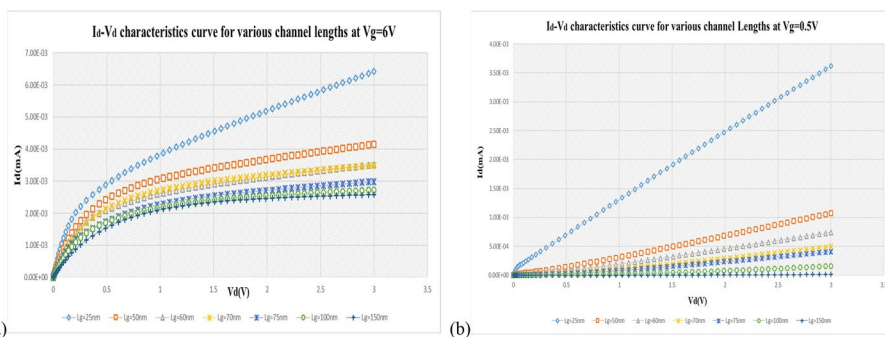 Id-Vd characteristics curve for various channel lengths at Vg=6V
7.00E-03
6.00E-03
5.00E-03
4.00E-03
3.00E-03
2.00E-03
1.00E-03
0.00E+00
Id(mA)
0 0.5 1 1.5 2 2.5 3 3.5
Vd(V)
Lg=25nm Lg=50nm Lg=60nm Lg=70nm Lg=75nm Lg=100nm Lg=150nm
)
(b)
Id-Vd characteristics curve for various channel Lengths at Vg=0.5V
4.00E-03
3.50E-03
3.00E-03
2.50E-03
2.00E-03
1.50E-03
1.00E-03
5.00E-04
0.00E+00
Id(mA)
0 0.5 1 1.5 2 2.5 3 3.5
Vd(V)
Lg=25nm Lg=50nm Lg=60nm Lg=70nm Lg=75nm Lg=100nm Lg=150nm